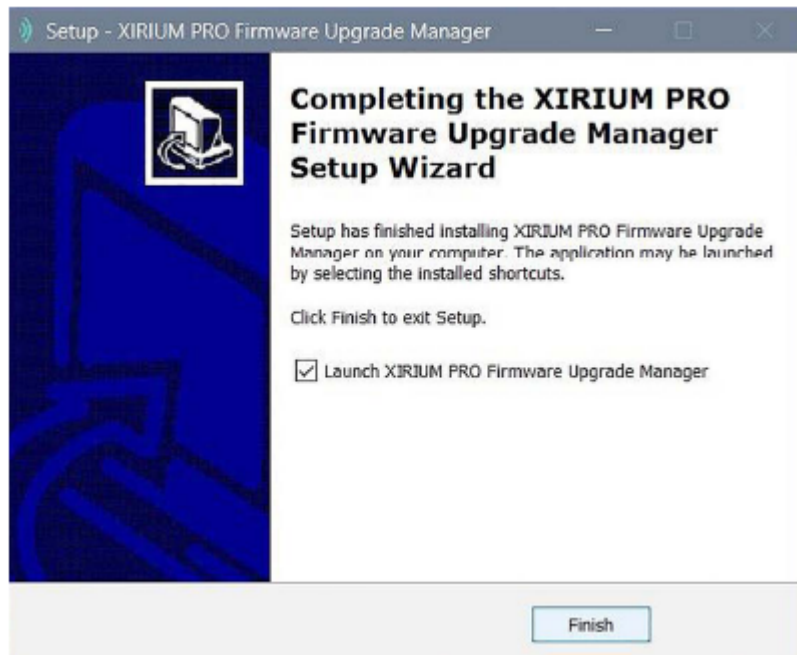 Setup - XIRIUM PRO Firmware Upgrade Manager
Completing the XIRIUM PRO
Firmware Upgrade Manager
Setup Wizard
Setup has finished installing XIRIUM PRO Firmware Upgrade
Manager on your computer. The application may be launched
by selecting the installed shortcuts.
Click Finish to exit Setup.
Launch XIRIUM PRO Firmware Upgrade Manager
Finish